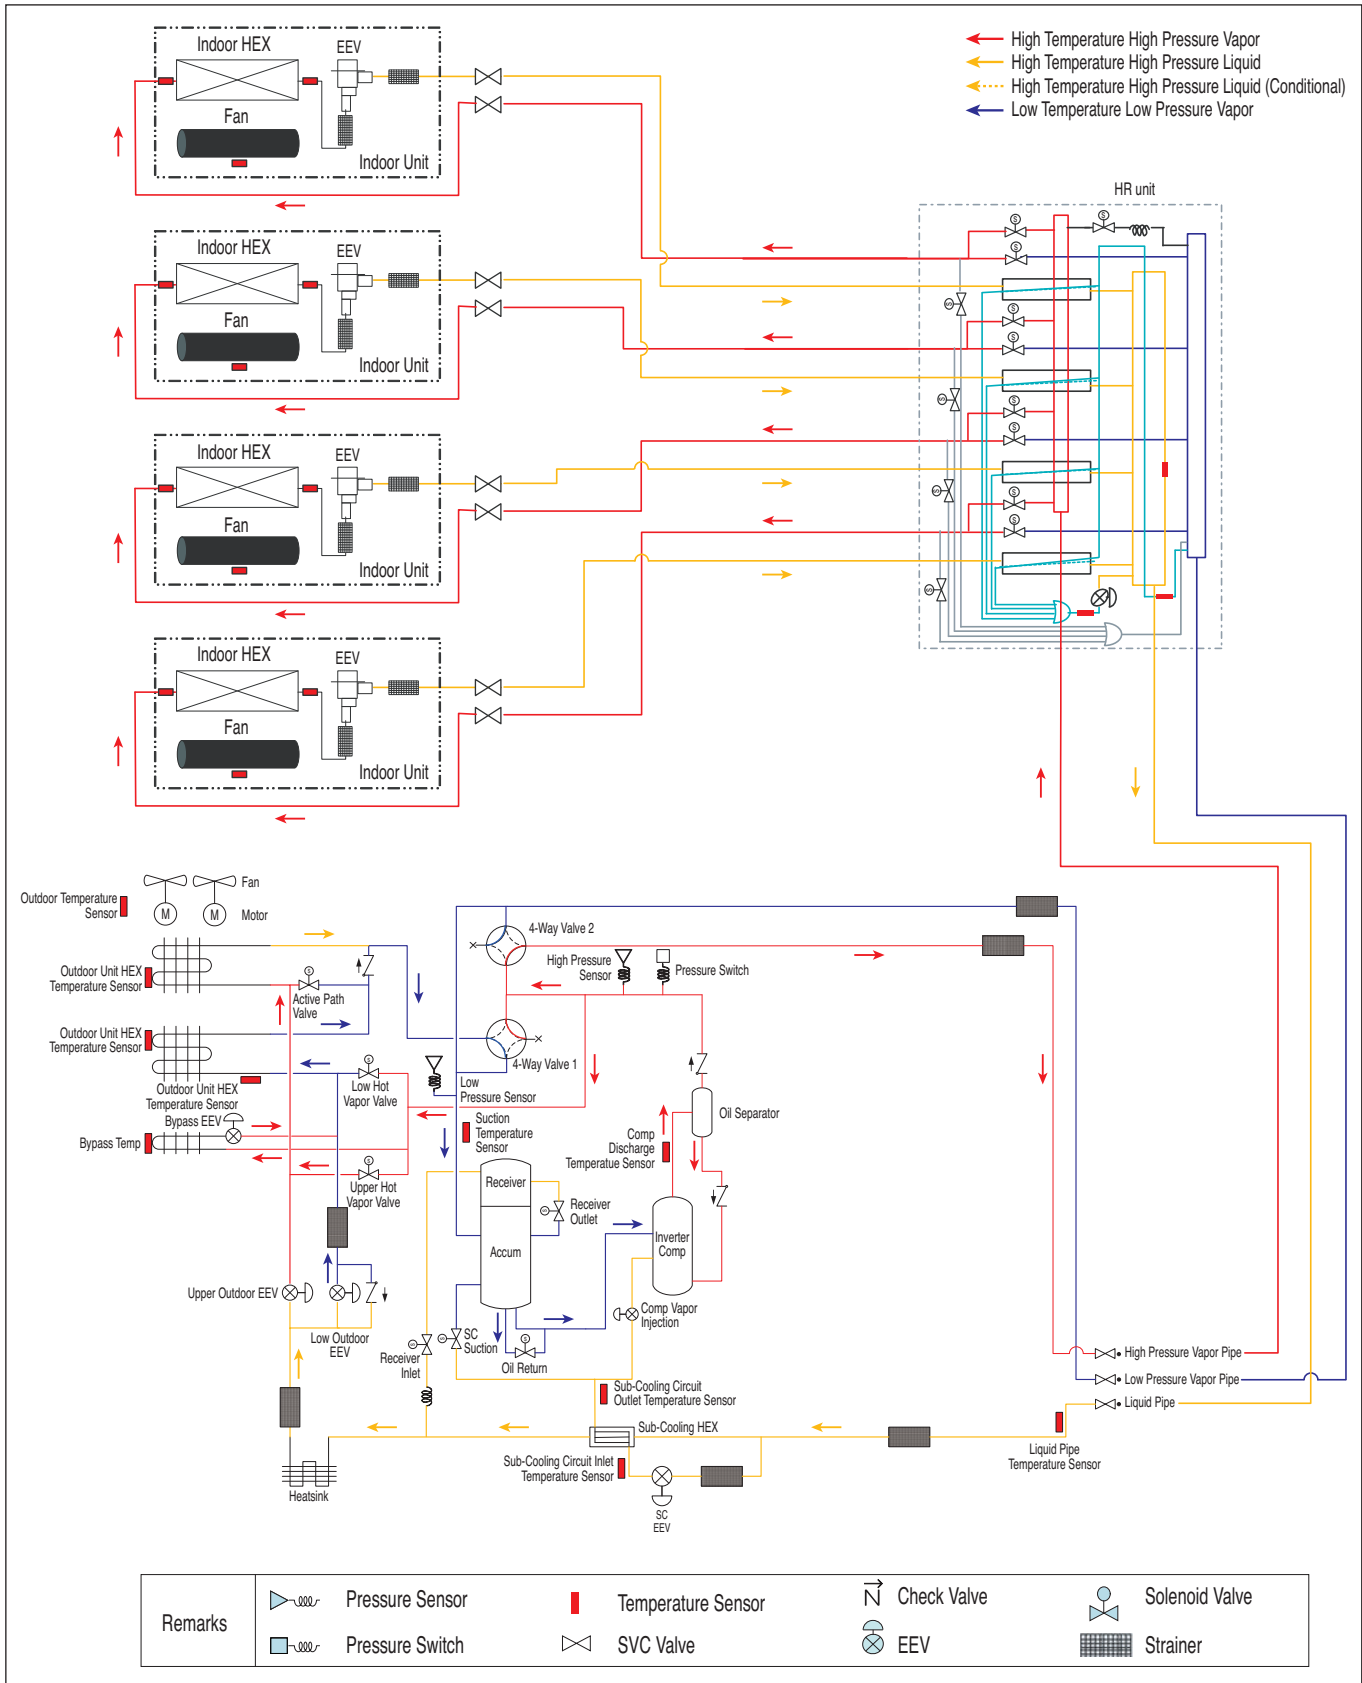 High Temperature High Pressure Vapor
High Temperature High Pressure Liquid
High Temperature High Pressure Liquid (Conditional)
Low Temperature Low Pressure Vapor
Indoor HEX
EEV
Fan
Indoor Unit
HR unit
S
S
S
S
S
S
S
S
S
S
S
S
S
Indoor HEX
EEV
Fan
Indoor Unit
Indoor HEX
EEV
Fan
Indoor Unit
Indoor HEX
EEV
Fan
Indoor Unit
Outdoor Temperature
Sensor
Fan
M
M
Motor
4-Way Valve 2
High Pressure
Sensor
Pressure Switch
Outdoor Unit HEX
Temperature Sensor
S
Active Path
Valve
Outdoor Unit HEX
Temperature Sensor
4-Way Valve 1
S
Low Hot
Vapor Valve
Outdoor Unit HEX
Temperature Sensor
Low
Pressure Sensor
Bypass EEV
Bypass Temp
Suction
Temperature
Sensor
Oil Separator
Comp
Discharge
Temperatue Sensor
S
Upper Hot
Vapor Valve
Receiver
S
Receiver
Outlet
Accum
Inverter
Comp
Upper Outdoor EEV
Low Outdoor
EEV
Comp Vapor
Injection
S
Receiver
Inlet
S
SC
Suction
S
Oil Return
High Pressure Vapor Pipe
Low Pressure Vapor Pipe
Liquid Pipe
Sub-Cooling Circuit
Outlet Temperature Sensor
Sub-Cooling HEX
Sub-Cooling Circuit Inlet
Temperature Sensor
Liquid Pipe
Temperature Sensor
Heatsink
SC
EEV
Remarks
Pressure Sensor
Temperature Sensor
Check Valve
Solenoid Valve
Pressure Switch
SVC Valve
EEV
Strainer